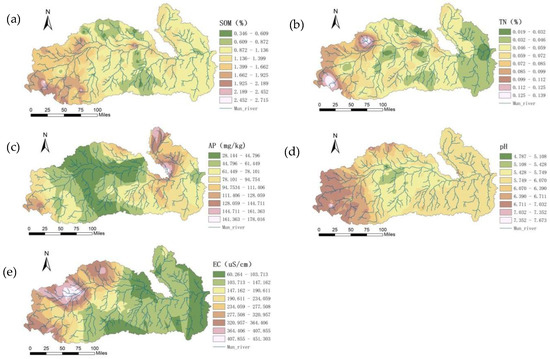 (a)
N
SOM (%)
0.346 - 0.609
0.609 - 0.872
0.872 - 1.136
1.136- 1.399
1.399 - 1.662
1.662 - 1.925
1.925 - 2.189
2.189 - 2.452
2.452 - 2.715
Mun_river
0 25 50 75 100 Miles
(b)
N
TN (%)
0.019 - 0.032
0.032 - 0.046
0.046 - 0.059
0.059 - 0.072
0.072 - 0.085
0.085 - 0.099
0.099 - 0.112
0.112 - 0.125
0.125 - 0.139
Mun_river
0 25 50 75 100 Miles
(c)
N
AP (mg/kg)
28.144 - 44.796
44.796 - 61.449
61.449 - 78.101
78.101 - 94.754
94.7534 - 111.406
111.406 - 128.059
128.059 - 144.711
144.711 - 161.363
161.363 - 178.016
Mun_river
0 25 50 75 100 Miles
(d)
N
pH
4.787 - 5.108
5.108 - 5.428
5.428 - 5.749
5.749 - 6.070
6.070 - 6.390
6.390 - 6.711
6.711 - 7.032
7.032 - 7.352
7.352 - 7.673
Mun_river
0 25 50 75 100 Miles
(e)
N
EC (uS/cm)
60.264 - 103.713
103.713 - 147.162
147.162 - 190.611
190.611 - 234.059
234.059 - 277.508
277.508 - 320.957
320.957- 364.406
364.406 - 407.855
407.855 - 451.303
Mun_river
0 25 50 75 100 Miles